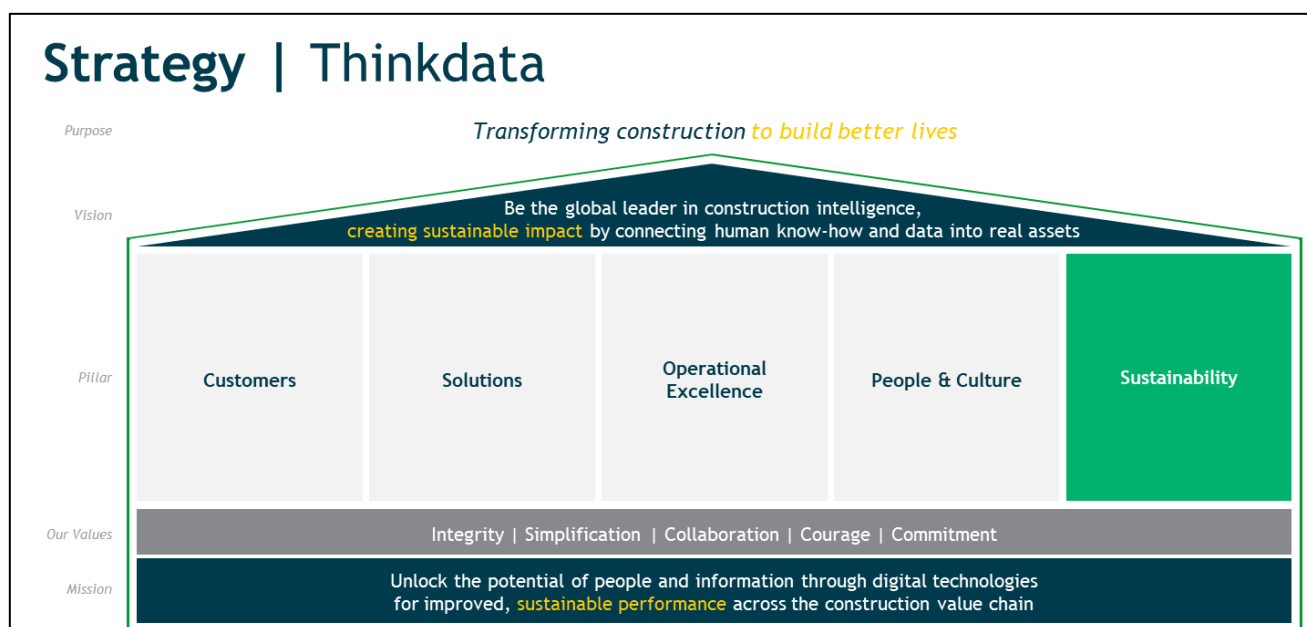 Strategy | Thinkdata
Purpose
Transforming construction to build better lives
Vision
Be the global leader in construction intelligence,
creating sustainable impact by connecting human know-how and data into real assets
Pillar
Customers
Solutions
Operational
Excellence
People & Culture
Sustainability
Our Values
Integrity | Simplification | Collaboration | Courage | Commitment
Mission
Unlock the potential of people and information through digital technologies
for improved, sustainable performance across the construction value chain